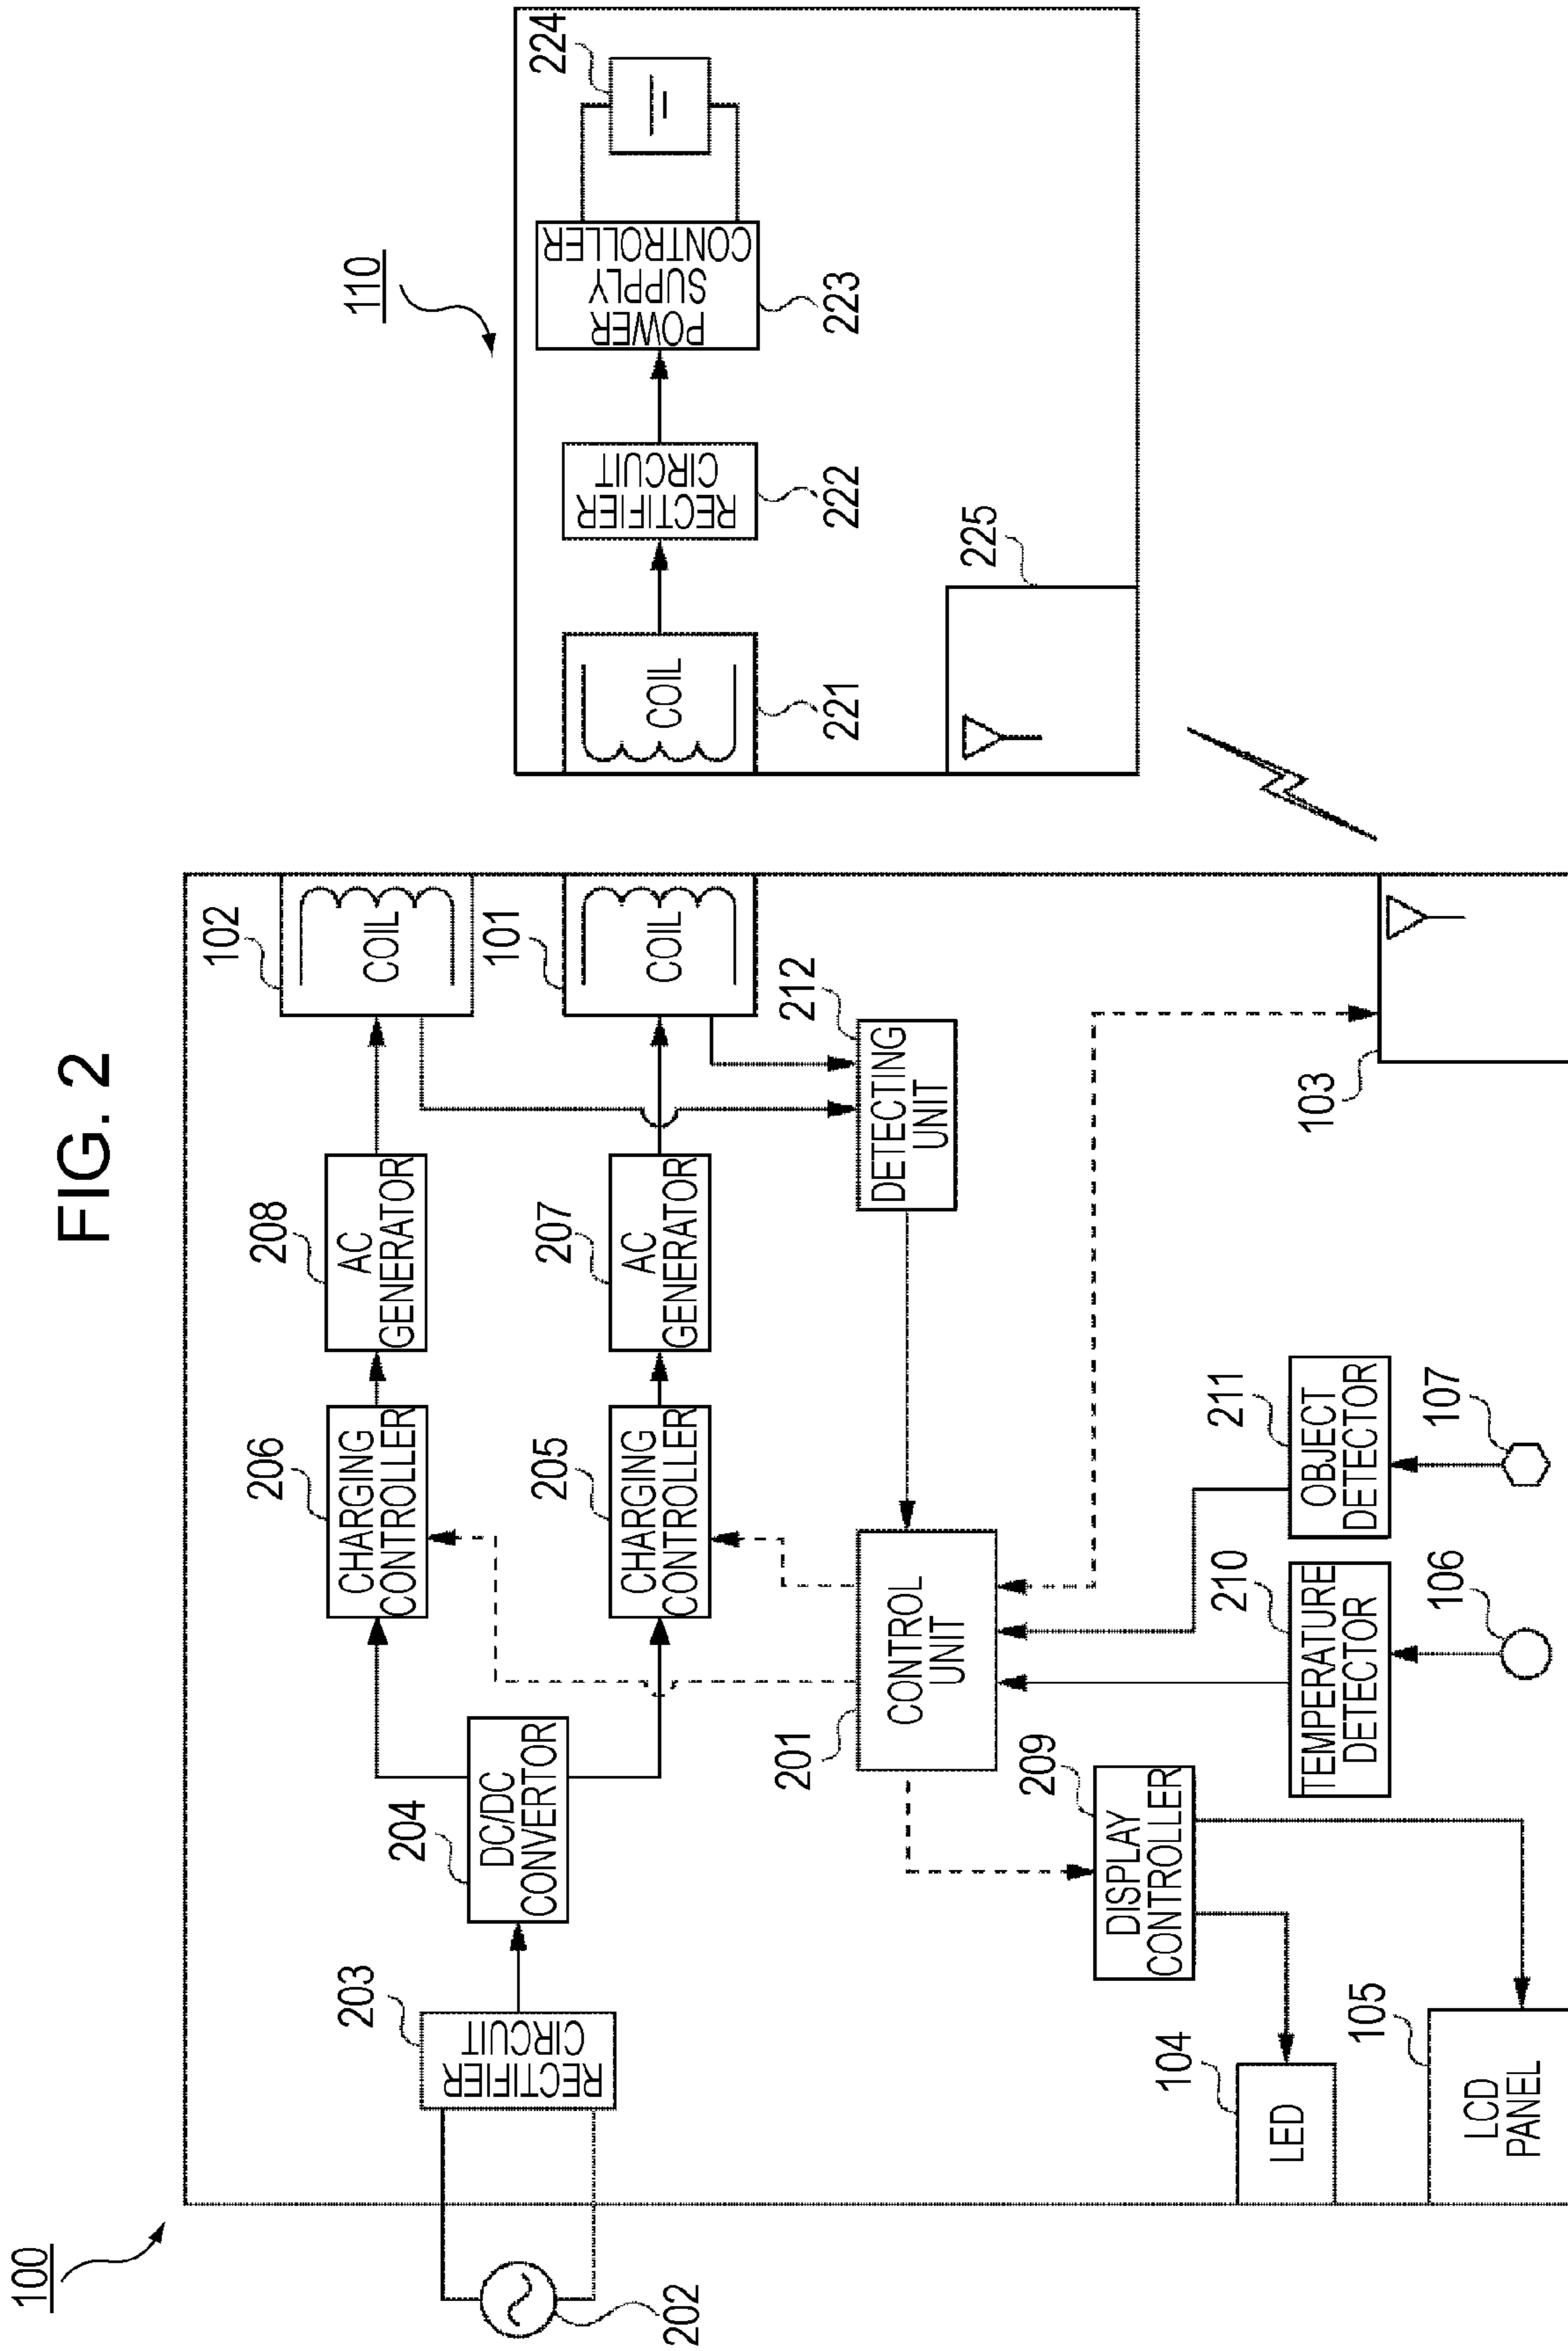 FIG. 2
100
202
203
RECTIFIER
CIRCUIT
204
DC/DC
CONVERTOR
206
CHARGING
CONTROLLER
208
AC
GENERATOR
102
COIL
205
CHARGING
CONTROLLER
207
AC
GENERATOR
101
COIL
212
DETECTING
UNIT
201
CONTROL
UNIT
209
DISPLAY
CONTROLLER
104
LED
105
LCD
PANEL
210
TEMPERATURE
DETECTOR
106
211
OBJECT
DETECTOR
107
103
110
221
COIL
222
RECTIFIER
CIRCUIT
223
POWER
SUPPLY
CONTROLLER
224
225